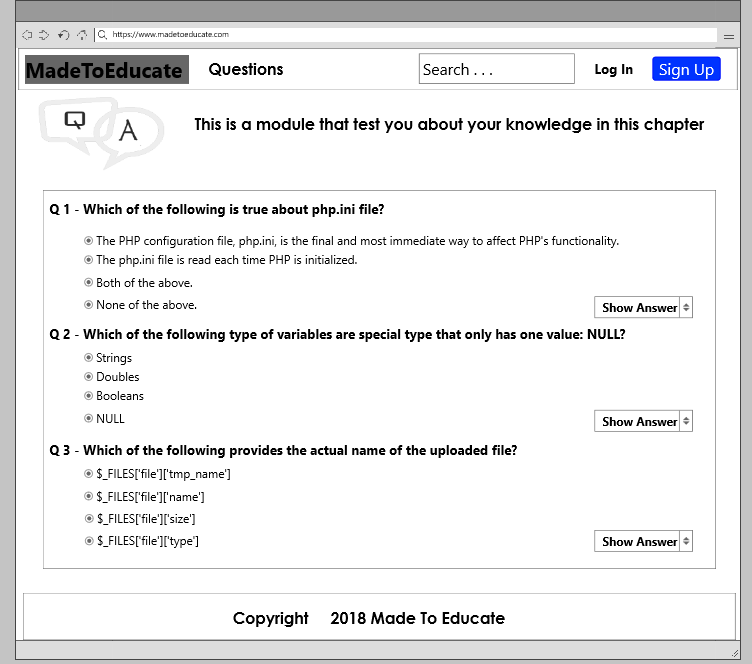 https://www.madetoeducate.com
MadeToEducate Questions Search . . . Log In Sign Up
Q A
This is a module that test you about your knowledge in this chapter
Q 1 - Which of the following is true about php.ini file?
The PHP configuration file, php.ini, is the final and most immediate way to affect PHP's functionality.
The php.ini file is read each time PHP is initialized.
Both of the above.
None of the above.
Show Answer
Q 2 - Which of the following type of variables are special type that only has one value: NULL?
Strings
Doubles
Booleans
NULL
Show Answer
Q 3 - Which of the following provides the actual name of the uploaded file?
$_FILES['file']['tmp_name']
$_FILES['file']['name']
$_FILES['file']['size']
$_FILES['file']['type']
Show Answer
Copyright 2018 Made To Educate